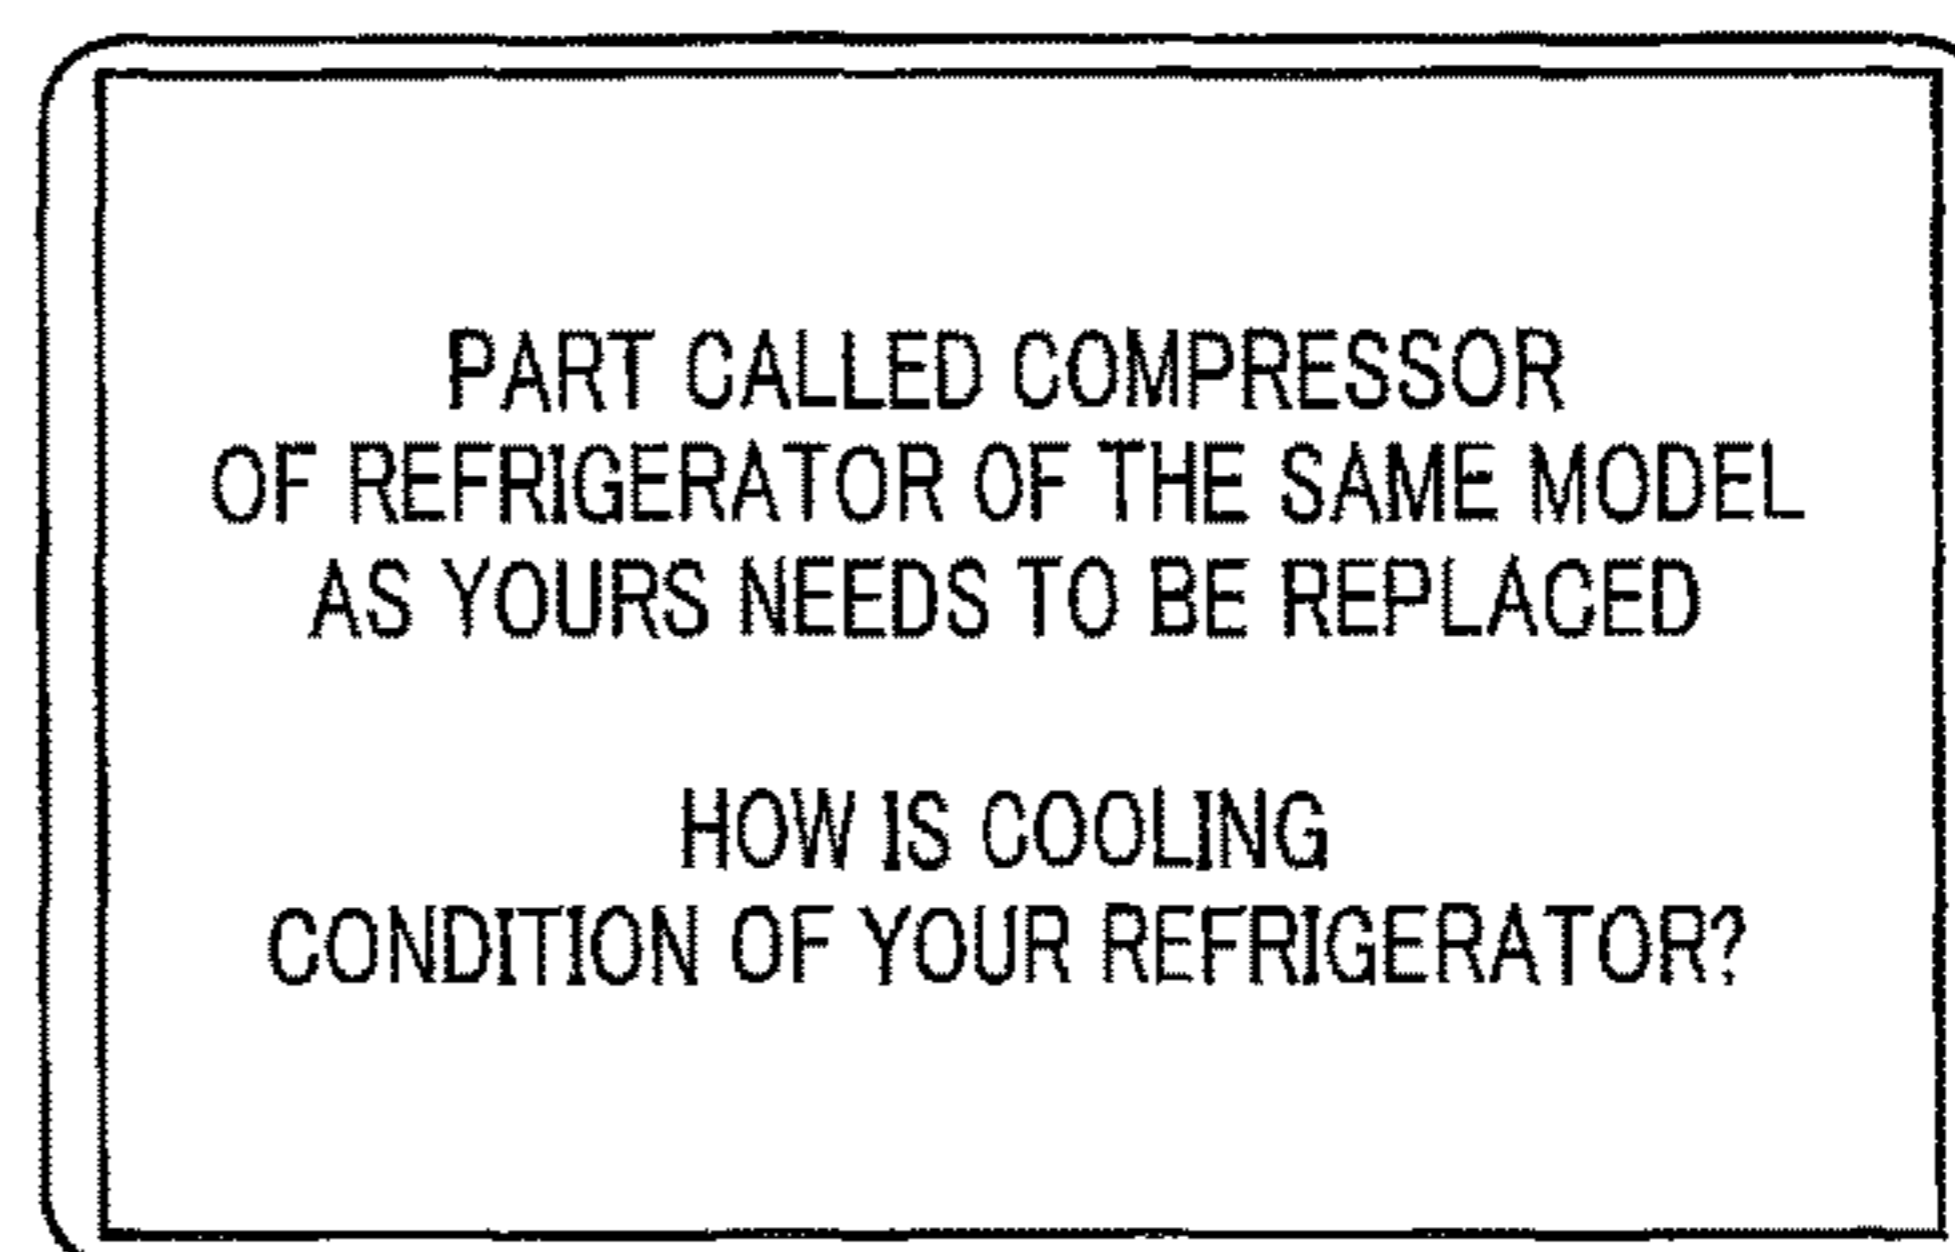 PART CALLED COMPRESSOR
OF REFRIGERATOR OF THE SAME MODEL
AS YOURS NEEDS TO BE REPLACED
HOW IS COOLING
CONDITION OF YOUR REFRIGERATOR?